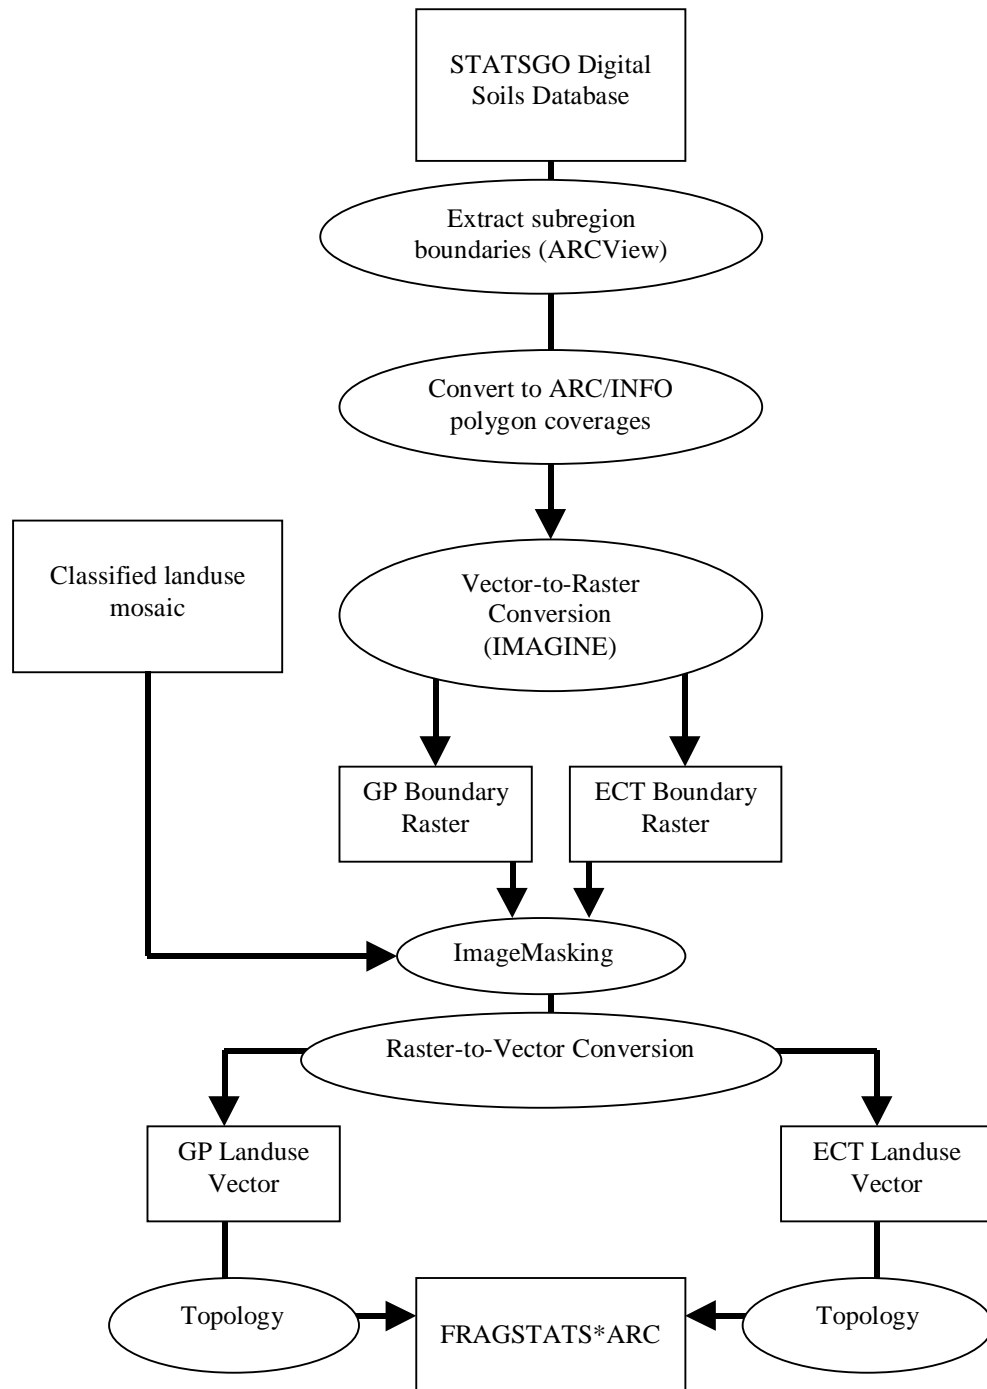 STATSGO Digital
Soils Database
Extract subregion
boundaries (ARCView)
Convert to ARC/INFO
polygon coverages
Classified landuse
mosaic
Vector-to-Raster
Conversion
(IMAGINE)
GP Boundary
Raster
ECT Boundary
Raster
ImageMasking
Raster-to-Vector Conversion
GP Landuse
Vector
ECT Landuse
Vector
Topology
FRAGSTATS*ARC
Topology